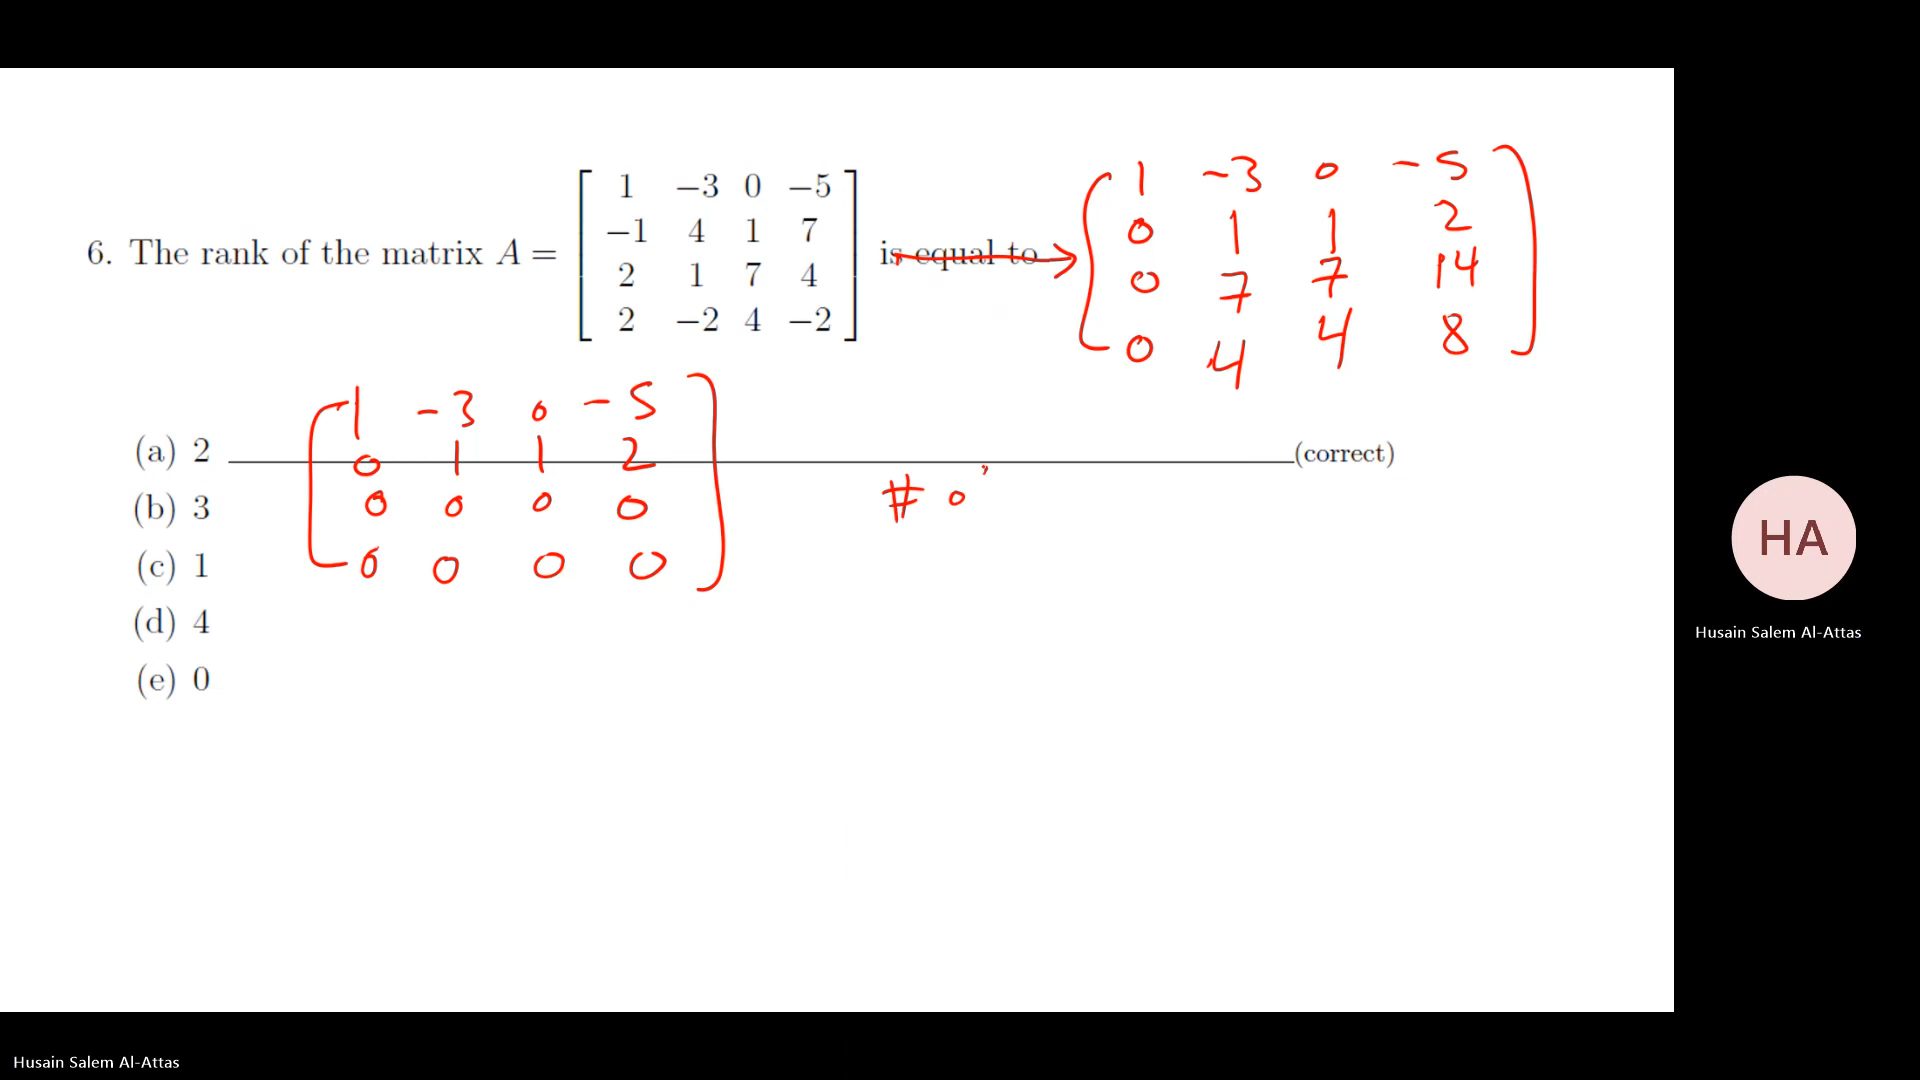 6. The rank of the matrix A = [ 1 −3 0 −5 ] is equal to
[ −1 4 1 7 ]
[ 2 1 7 4 ]
[ 2 −2 4 −2 ]
1 -3 0 -5
0 1 1 2
0 7 7 14
0 4 4 8
(a) 2 (correct)
(b) 3
(c) 1
(d) 4
(e) 0
1 -3 0 -5
0 1 1 2
0 0 0 0
0 0 0 0
# o
HA
Husain Salem Al-Attas
Husain Salem Al-Attas